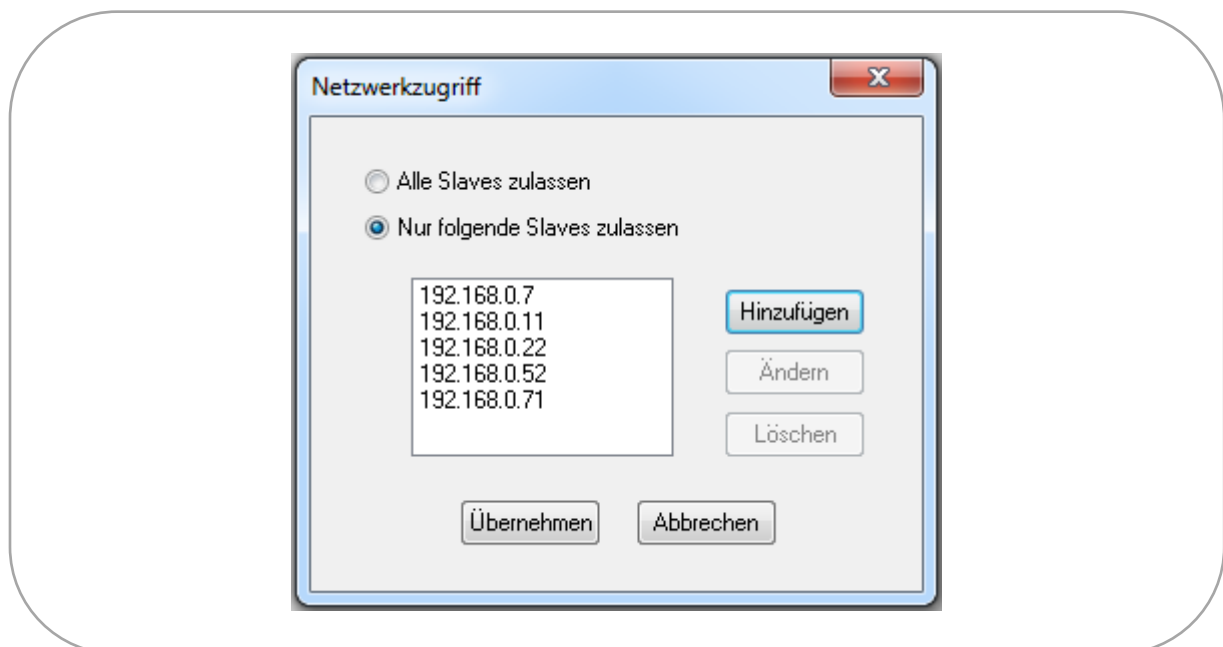 Netzwerkzugriff
Alle Slaves zulassen
Nur folgende Slaves zulassen
192.168.0.7
192.168.0.11
192.168.0.22
192.168.0.52
192.168.0.71
Hinzufügen
Ändern
Löschen
Übernehmen
Abbrechen